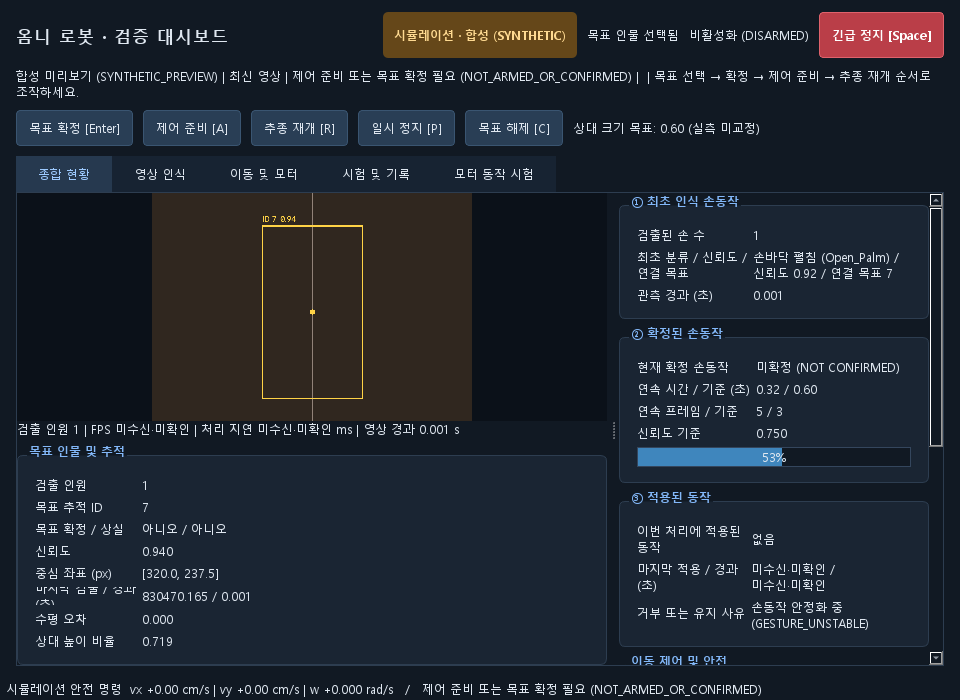 옴니 로봇 · 검증 대시보드
시뮬레이션 · 합성 (SYNTHETIC)
목표 인물 선택됨
비활성화 (DISARMED)
긴급 정지 [Space]
합성 미리보기 (SYNTHETIC_PREVIEW) | 최신 영상 | 제어 준비 또는 목표 확정 필요 (NOT_ARMED_OR_CONFIRMED) | | 목표 선택 → 확정 → 제어 준비 → 추종 재개 순서로
조작하세요.
목표 확정 [Enter]
제어 준비 [A]
추종 재개 [R]
일시 정지 [P]
목표 해제 [C]
상대 크기 목표: 0.60 (실측 미교정)
종합 현황
영상 인식
이동 및 모터
시험 및 기록
모터 동작 시험
ID 7 0.94
검출 인원 1 | FPS 미수신·미확인 | 처리 지연 미수신·미확인 ms | 영상 경과 0.001 s
목표 인물 및 추적
검출 인원 1
목표 추적 ID 7
목표 확정 / 상실 아니오 / 아니오
신뢰도 0.940
중심 좌표 (px) [320.0, 237.5]
마지막 검출 / 경과 (초) 830470.165 / 0.001
수평 오차 0.000
상대 높이 비율 0.719
① 최초 인식 손동작
검출된 손 수 1
최초 분류 / 신뢰도 / 손바닥 펼침 (Open_Palm) /
연결 목표 신뢰도 0.92 / 연결 목표 7
관측 경과 (초) 0.001
② 확정된 손동작
현재 확정 손동작 미확정 (NOT CONFIRMED)
연속 시간 / 기준 (초) 0.32 / 0.60
연속 프레임 / 기준 5 / 3
신뢰도 기준 0.750
53%
③ 적용된 동작
이번 처리에 적용된
동작 없음
마지막 적용 / 경과 미수신·미확인 /
(초) 미수신·미확인
거부 또는 유지 사유 손동작 안정화 중
(GESTURE_UNSTABLE)
이동 제어 및 안전
시뮬레이션 안전 명령 vx +0.00 cm/s | vy +0.00 cm/s | w +0.000 rad/s / 제어 준비 또는 목표 확정 필요 (NOT_ARMED_OR_CONFIRMED)